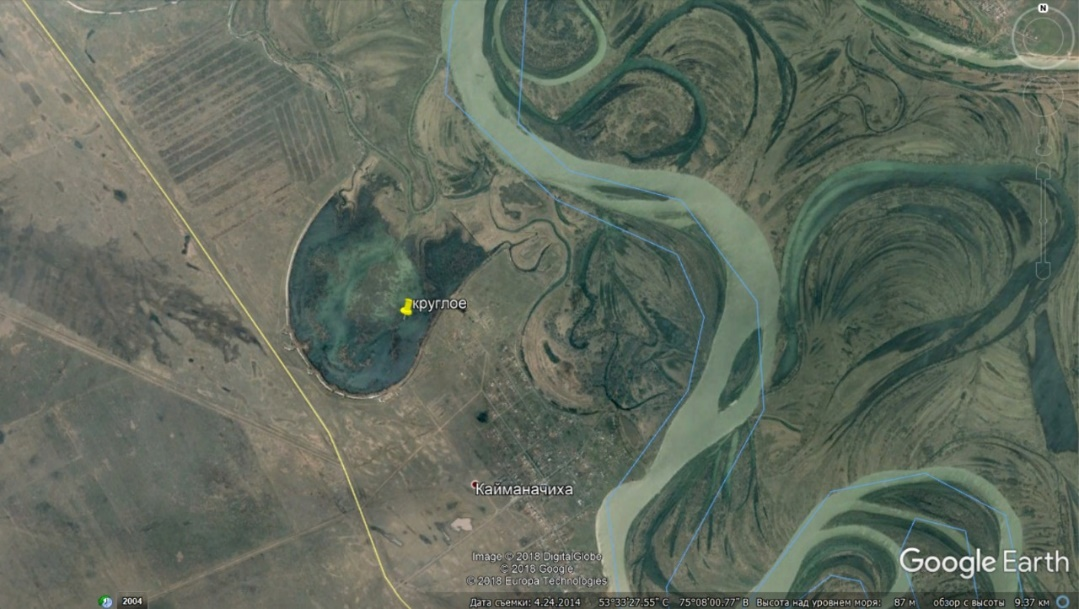 N
круглое
Кайманачиха
Image © 2018 DigitalGlobe
© 2018 Google
© 2018 Europa Technologies
Google Earth
2004
Дата съемки: 4.24.2014 53°33'27.55" С 75°08'00.77" В Высота над уровнем моря: 87 м обзор с высоты 9.37 км